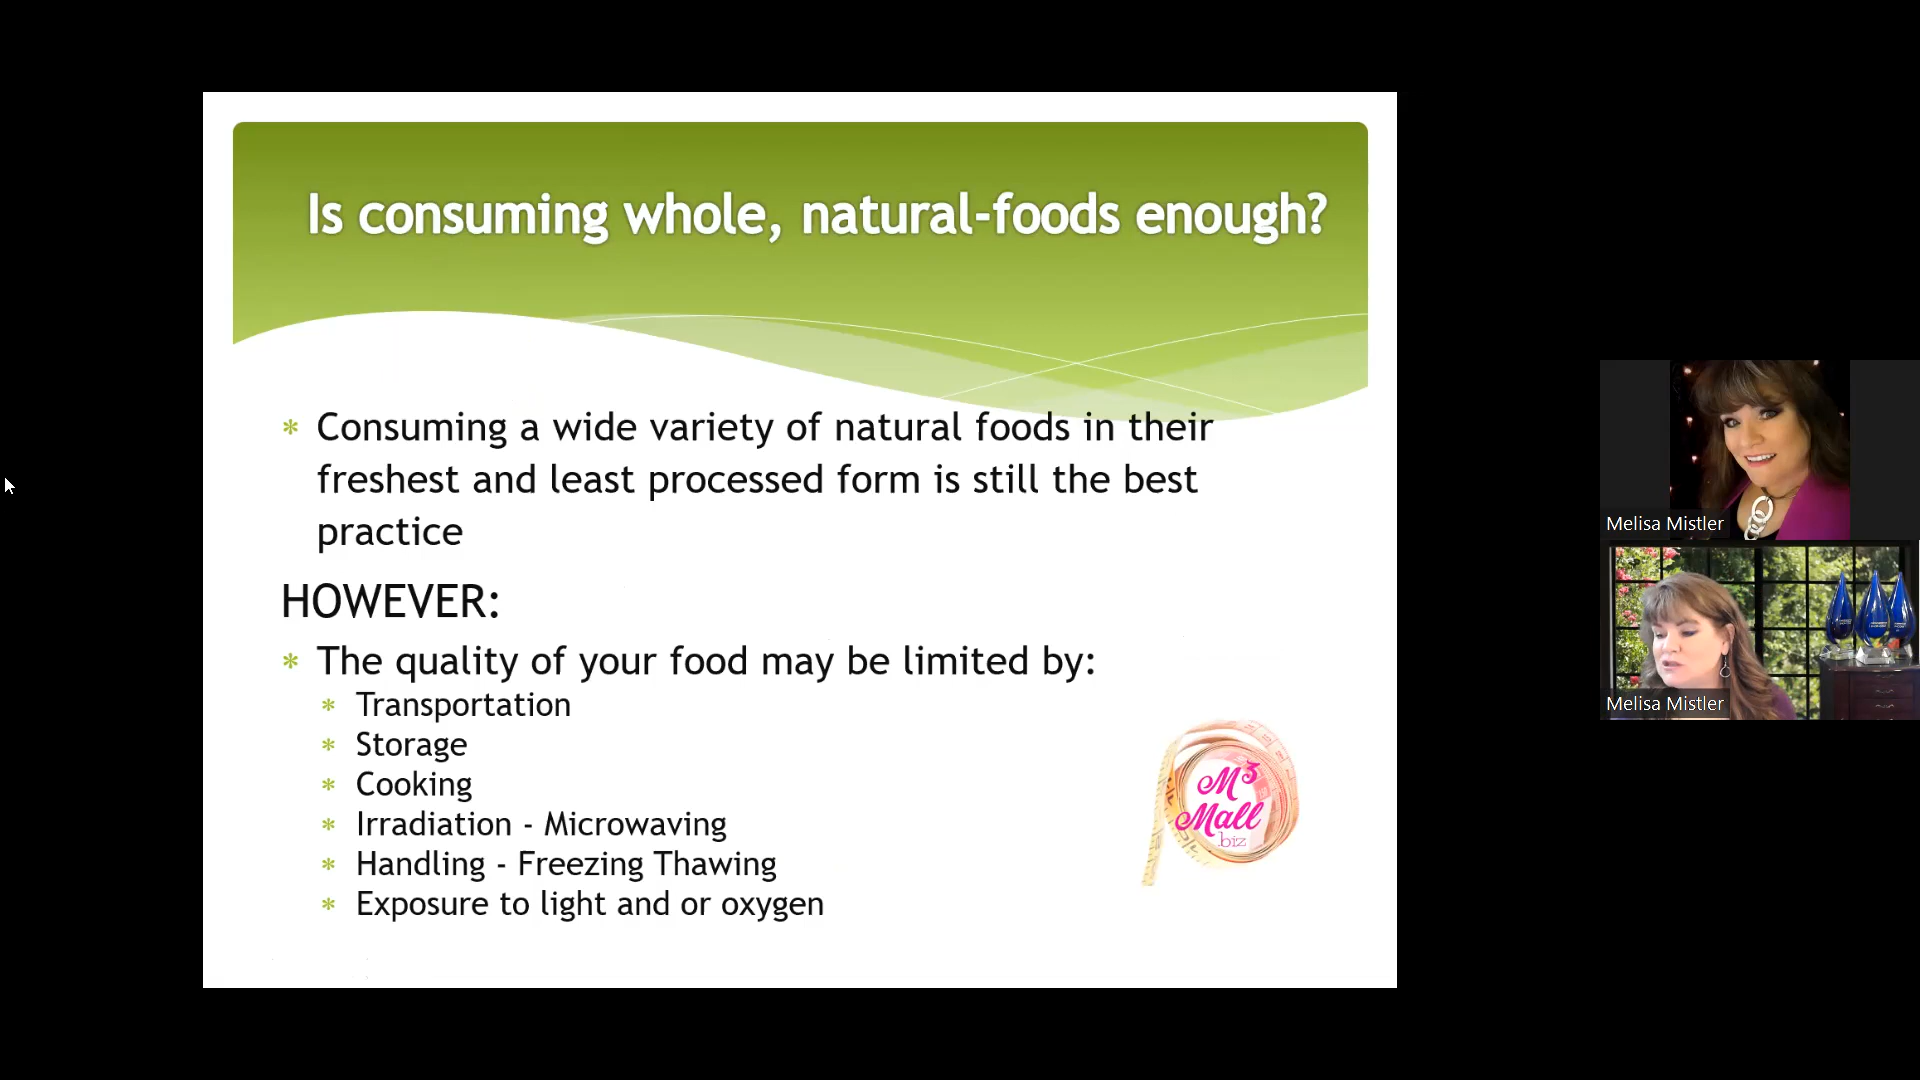 Is consuming whole, natural-foods enough?
* Consuming a wide variety of natural foods in their
freshest and least processed form is still the best
practice
HOWEVER:
* The quality of your food may be limited by:
* Transportation
* Storage
* Cooking
* Irradiation - Microwaving
* Handling - Freezing Thawing
* Exposure to light and or oxygen
M3
Mall
biz
Melisa Mistler
Melisa Mistler